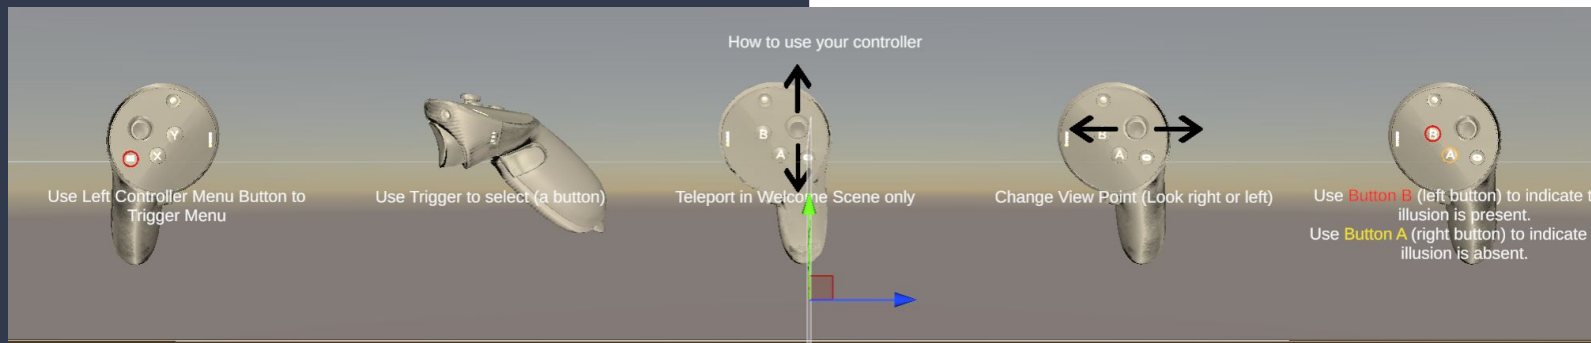 How to use your controller
Y
X
B
A
B
A
B
A
Use Left Controller Menu Button to
Trigger Menu
Use Trigger to select (a button)
Teleport in Welcome Scene only
Change View Point (Look right or left)
Use Button B (left button) to indicate t
illusion is present.
Use Button A (right button) to indicate
illusion is absent.